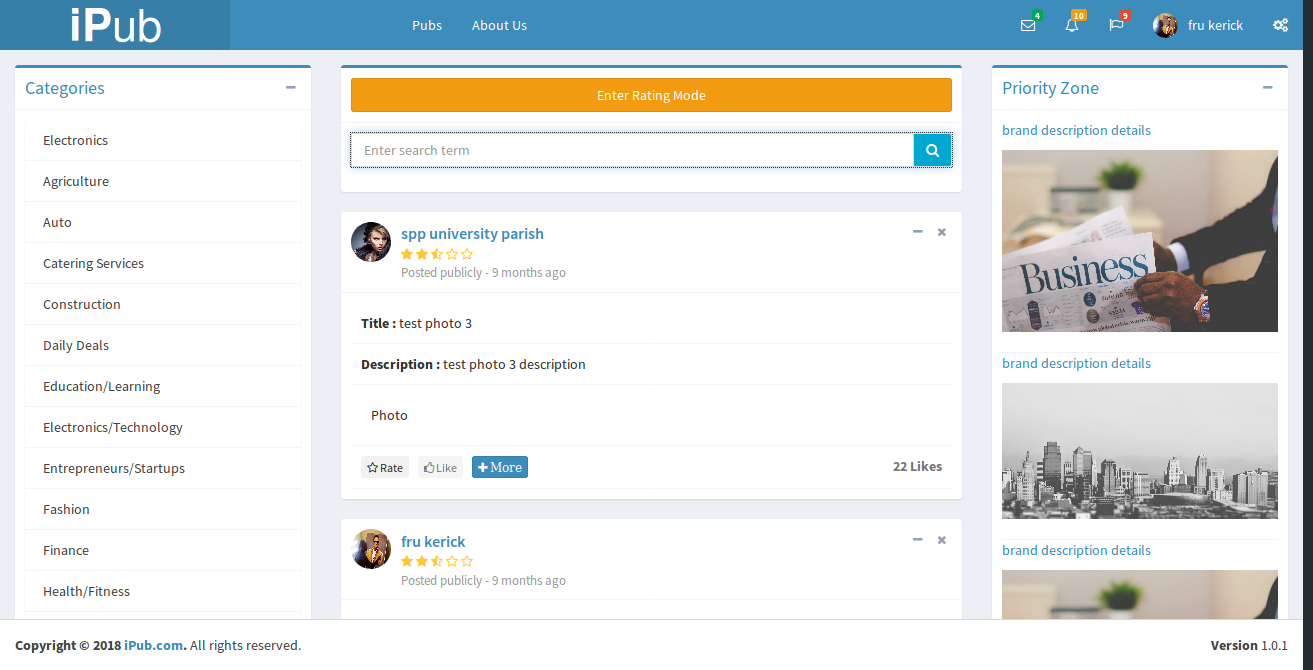 iPub
Pubs
About Us
4
10
9
fru kerick
Categories
Electronics
Agriculture
Auto
Catering Services
Construction
Daily Deals
Education/Learning
Electronics/Technology
Entrepreneurs/Startups
Fashion
Finance
Health/Fitness
Enter Rating Mode
Enter search term
spp university parish
Posted publicly - 9 months ago
Title : test photo 3
Description : test photo 3 description
Photo
Rate
Like
More
22 Likes
fru kerick
Posted publicly - 9 months ago
Priority Zone
brand description details
Business
brand description details
brand description details
Copyright © 2018 iPub.com. All rights reserved.
Version 1.0.1